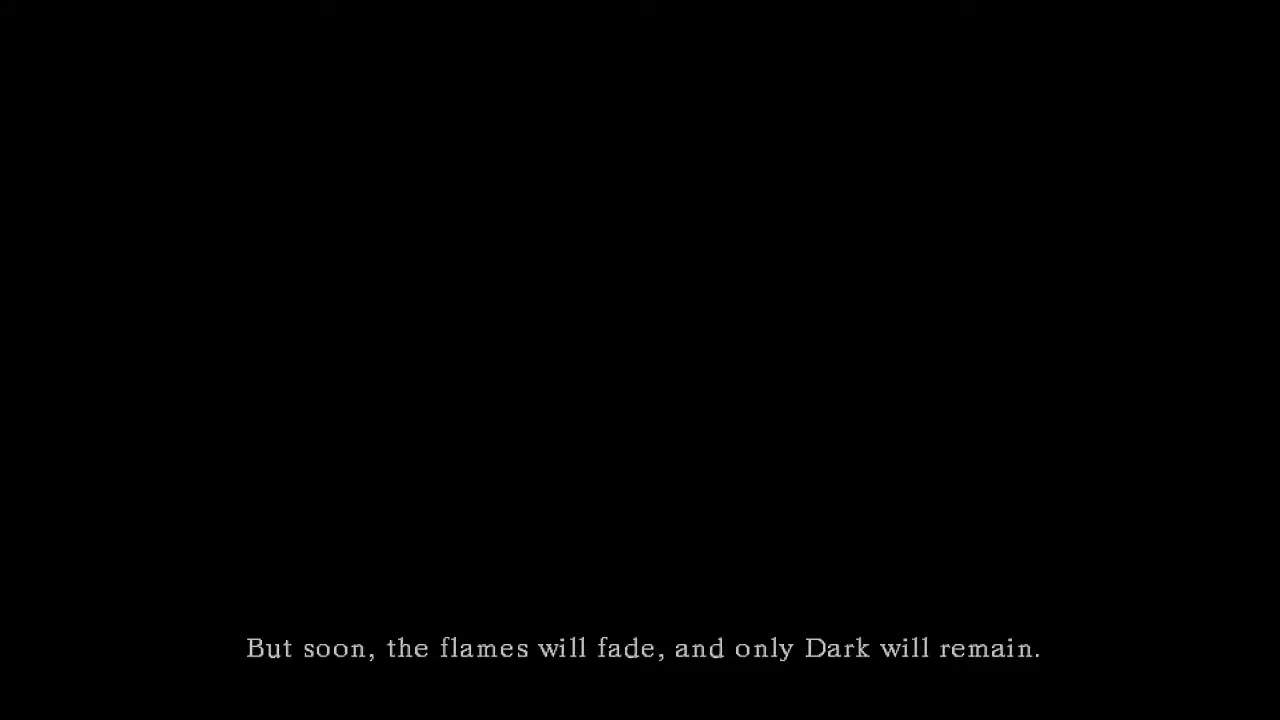 But soon, the flames will fade, and only Dark will remain.